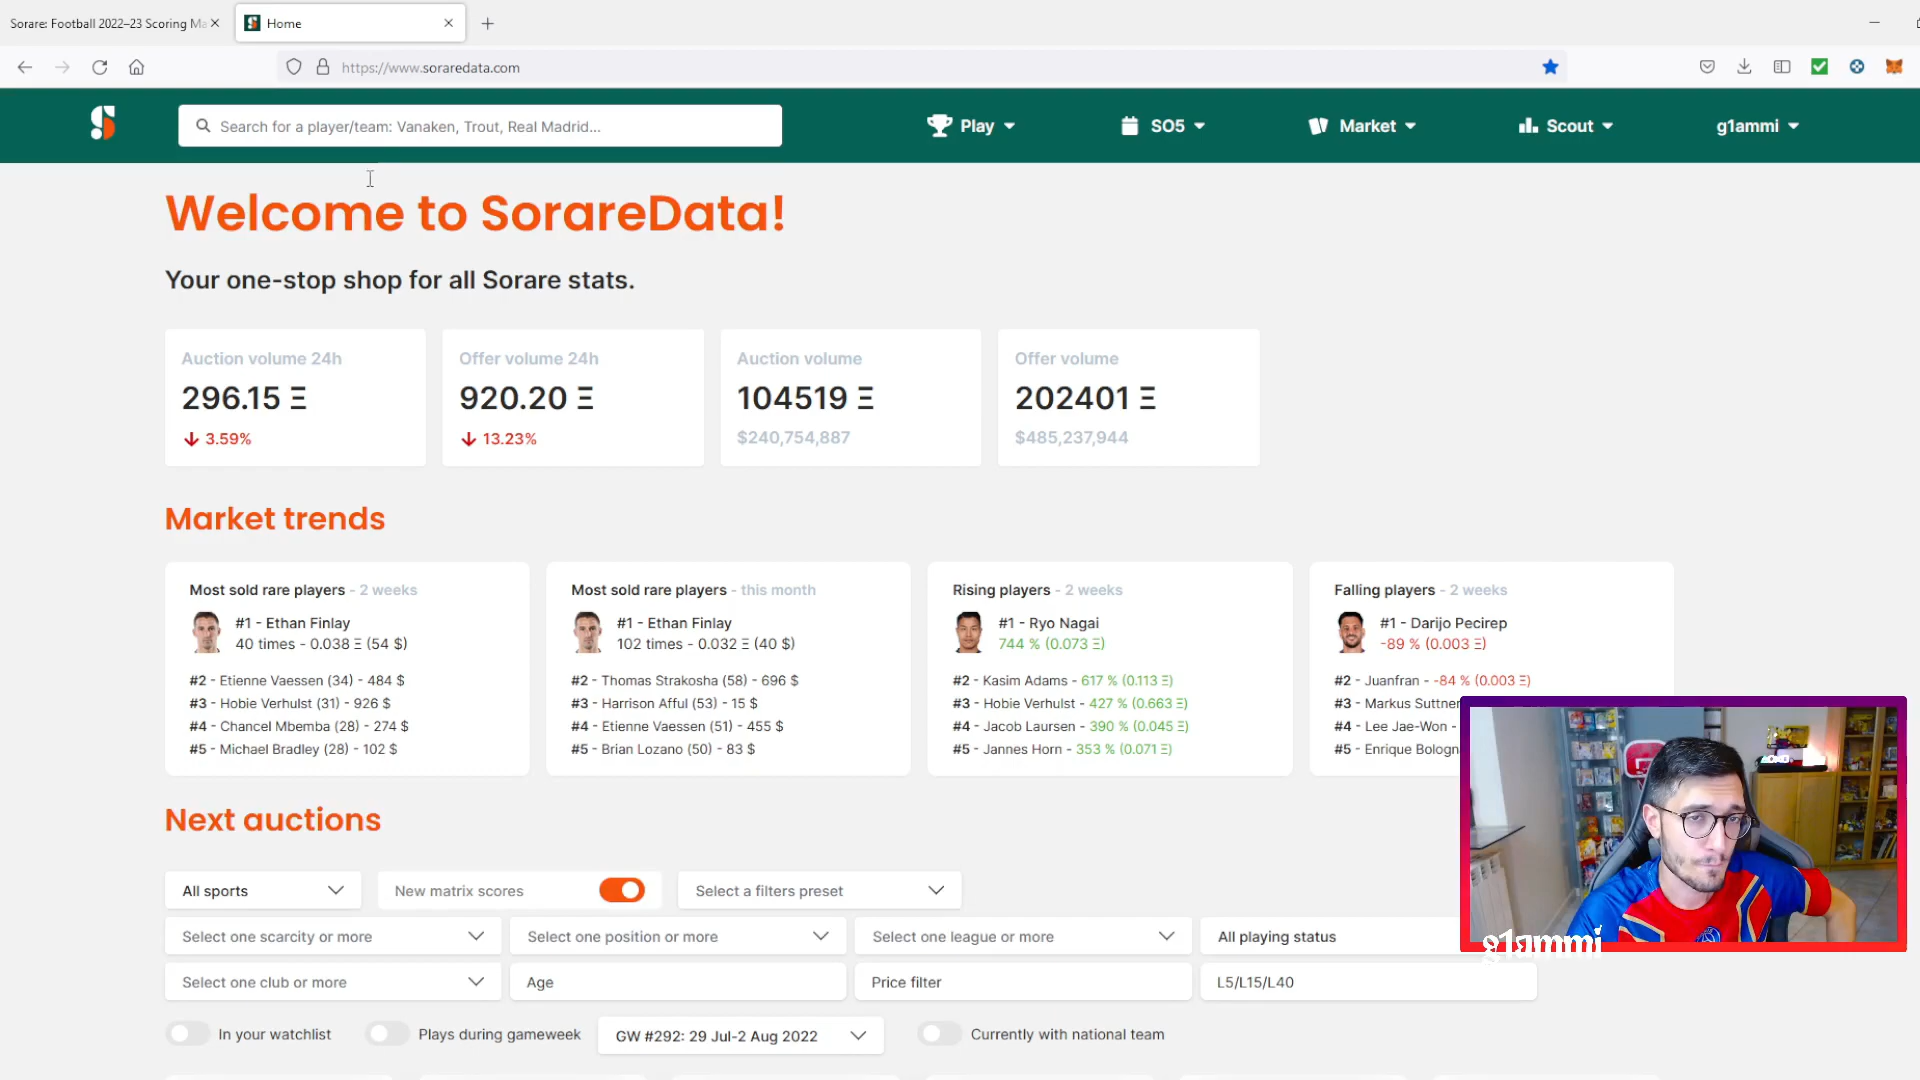 Sorare: Football 2022–23 Scoring Ma
Home
https://www.soraredata.com
Search for a player/team: Vanaken, Trout, Real Madrid...
Play
SO5
Market
Scout
g1ammi
Welcome to SorareData!
Your one-stop shop for all Sorare stats.
Auction volume 24h
296.15 Ξ
3.59%
Offer volume 24h
920.20 Ξ
13.23%
Auction volume
104519 Ξ
$240,754,887
Offer volume
202401 Ξ
$485,237,944
Market trends
Most sold rare players - 2 weeks
#1 - Ethan Finlay
40 times - 0.038 Ξ (54 $)
#2 - Etienne Vaessen (34) - 484 $
#3 - Hobie Verhulst (31) - 926 $
#4 - Chancel Mbemba (28) - 274 $
#5 - Michael Bradley (28) - 102 $
Most sold rare players - this month
#1 - Ethan Finlay
102 times - 0.032 Ξ (40 $)
#2 - Thomas Strakosha (58) - 696 $
#3 - Harrison Afful (53) - 15 $
#4 - Etienne Vaessen (51) - 455 $
#5 - Brian Lozano (50) - 83 $
Rising players - 2 weeks
#1 - Ryo Nagai
744 % (0.073 Ξ)
#2 - Kasim Adams - 617 % (0.113 Ξ)
#3 - Hobie Verhulst - 427 % (0.663 Ξ)
#4 - Jacob Laursen - 390 % (0.045 Ξ)
#5 - Jannes Horn - 353 % (0.071 Ξ)
Falling players - 2 weeks
#1 - Darijo Pecirep
-89 % (0.003 Ξ)
#2 - Juanfran - -84 % (0.003 Ξ)
#3 - Markus Suttner
#4 - Lee Jae-Won -
#5 - Enrique Bologn
Next auctions
All sports
New matrix scores
Select a filters preset
Select one scarcity or more
Select one position or more
Select one league or more
All playing status
Select one club or more
Age
Price filter
L5/L15/L40
In your watchlist
Plays during gameweek
GW #292: 29 Jul-2 Aug 2022
Currently with national team
g1ammi